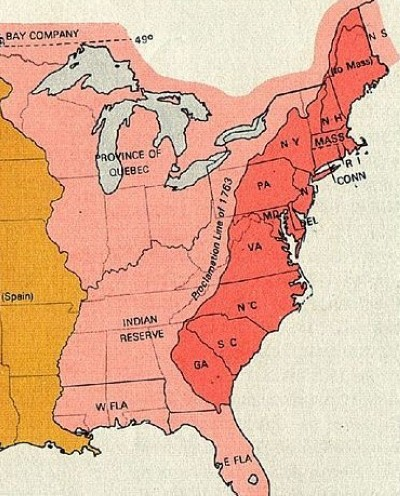 BAY COMPANY
49º
N S
(to Mass)
N H
N Y
MASS
R I
CONN
PROVINCE OF
QUEBEC
PA
N J
Proclamation Line of 1763
MD
DEL
VA
(Spain)
N C
INDIAN
RESERVE
S C
GA
W FLA
E FLA